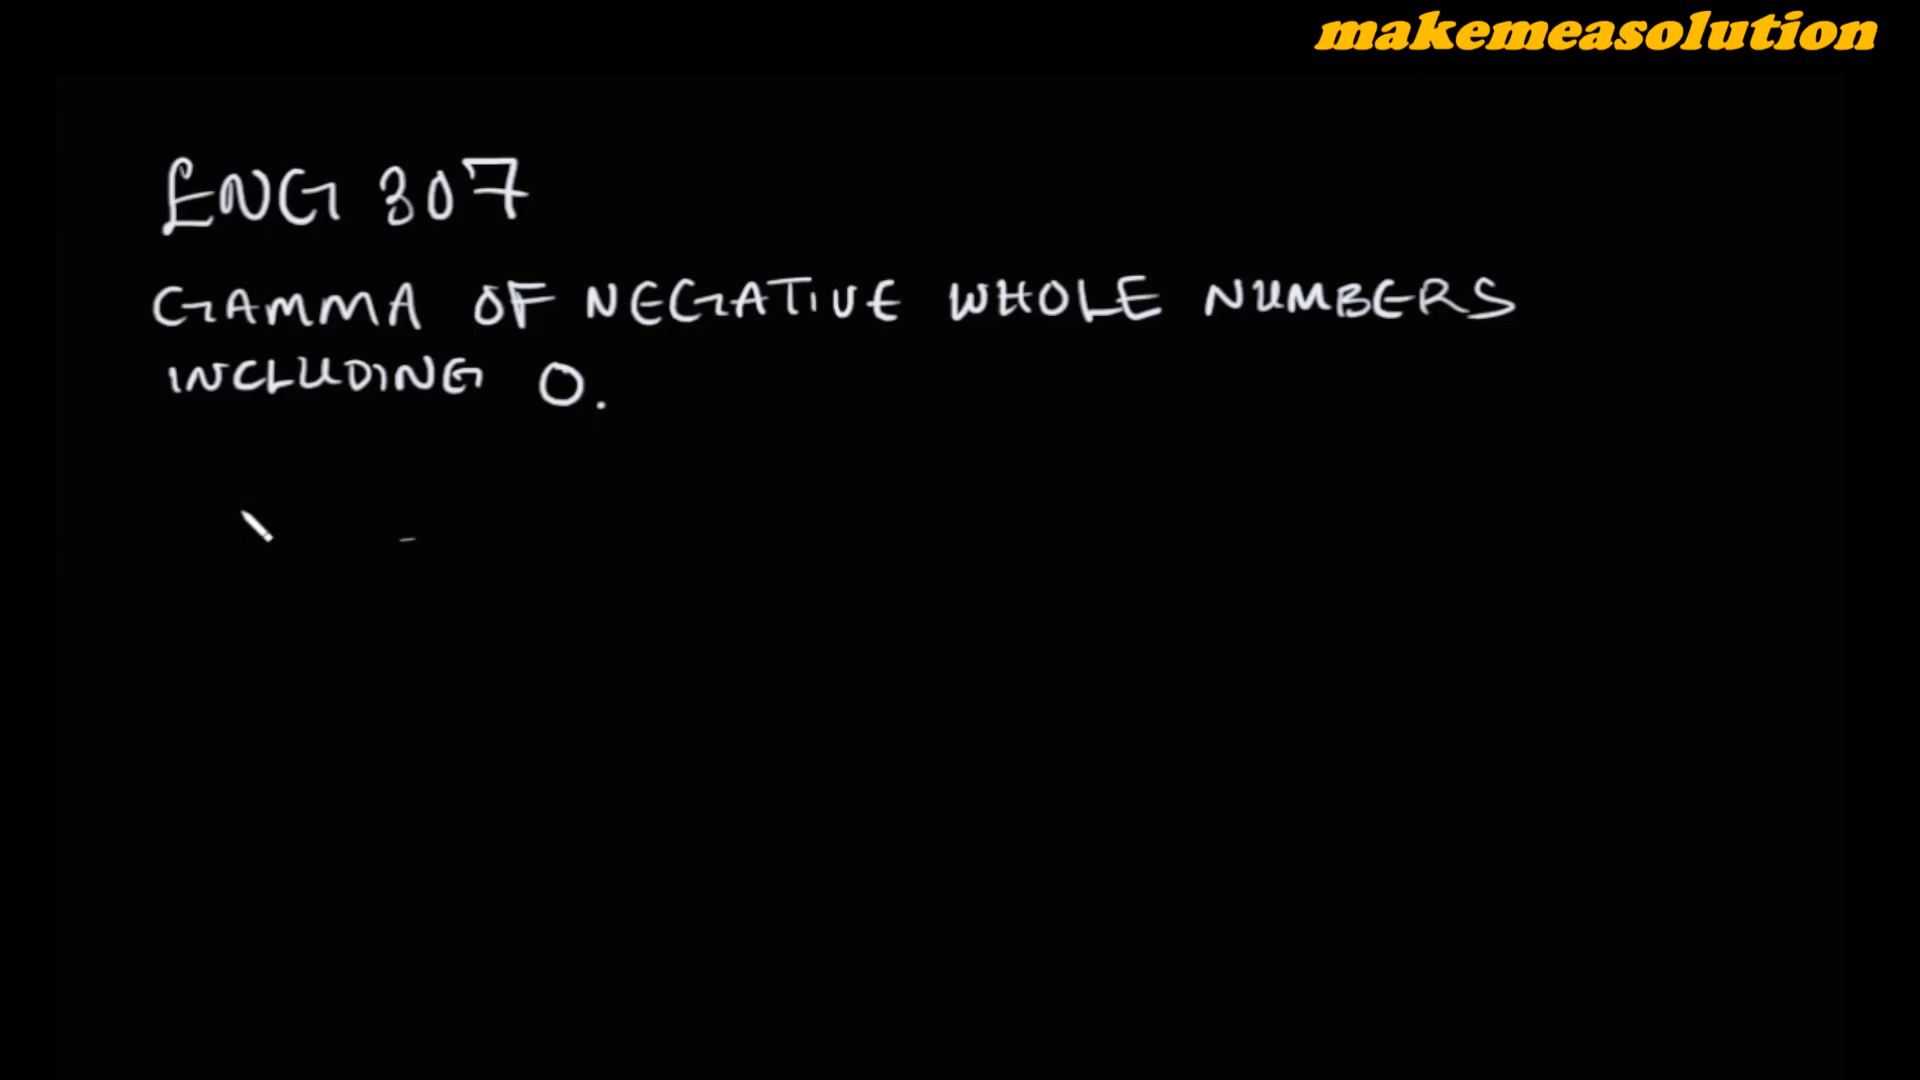 makemeasolution
ENG 307
GAMMA OF NEGATIVE WHOLE NUMBERS
INCLUDING 0.